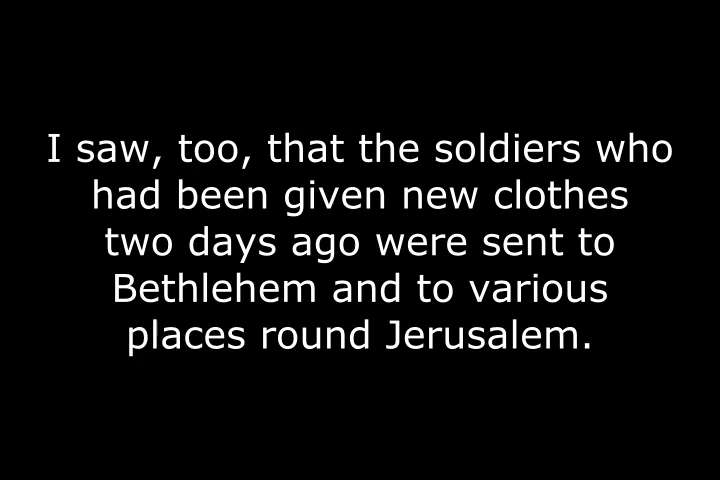 I saw, too, that the soldiers who
had been given new clothes
two days ago were sent to
Bethlehem and to various
places round Jerusalem.